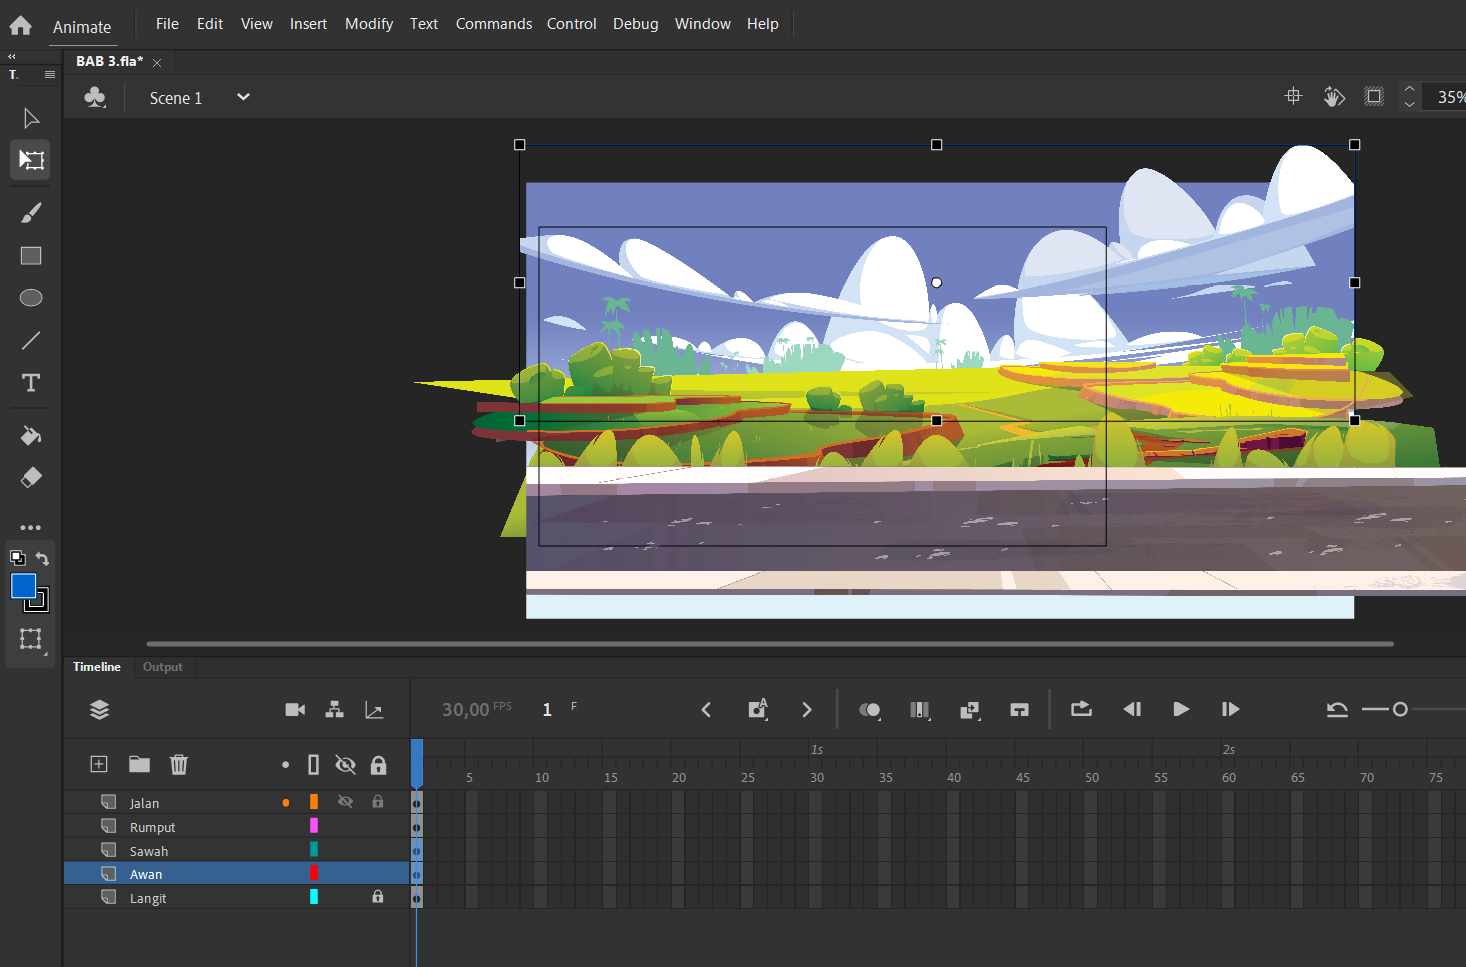 Animate File Edit View Insert Modify Text Commands Control Debug Window Help
BAB 3.fla* ×
Scene 1 35%
Timeline Output
30,00 FPS 1 F
1s 2s
5 10 15 20 25 30 35 40 45 50 55 60 65 70 75
Jalan
Rumput
Sawah
Awan
Langit